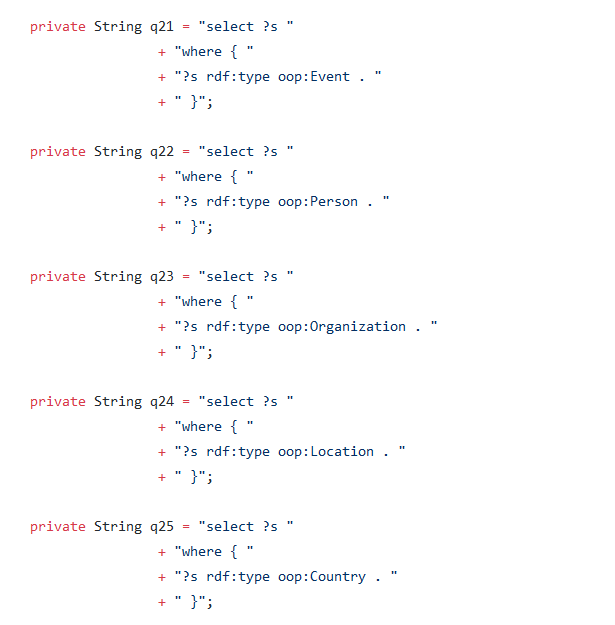 private String q21 = "select ?s "
+ "where { "
+ "?s rdf:type oop:Event . "
+ " }";
private String q22 = "select ?s "
+ "where { "
+ "?s rdf:type oop:Person . "
+ " }";
private String q23 = "select ?s "
+ "where { "
+ "?s rdf:type oop:Organization . "
+ " }";
private String q24 = "select ?s "
+ "where { "
+ "?s rdf:type oop:Location . "
+ " }";
private String q25 = "select ?s "
+ "where { "
+ "?s rdf:type oop:Country . "
+ " }";